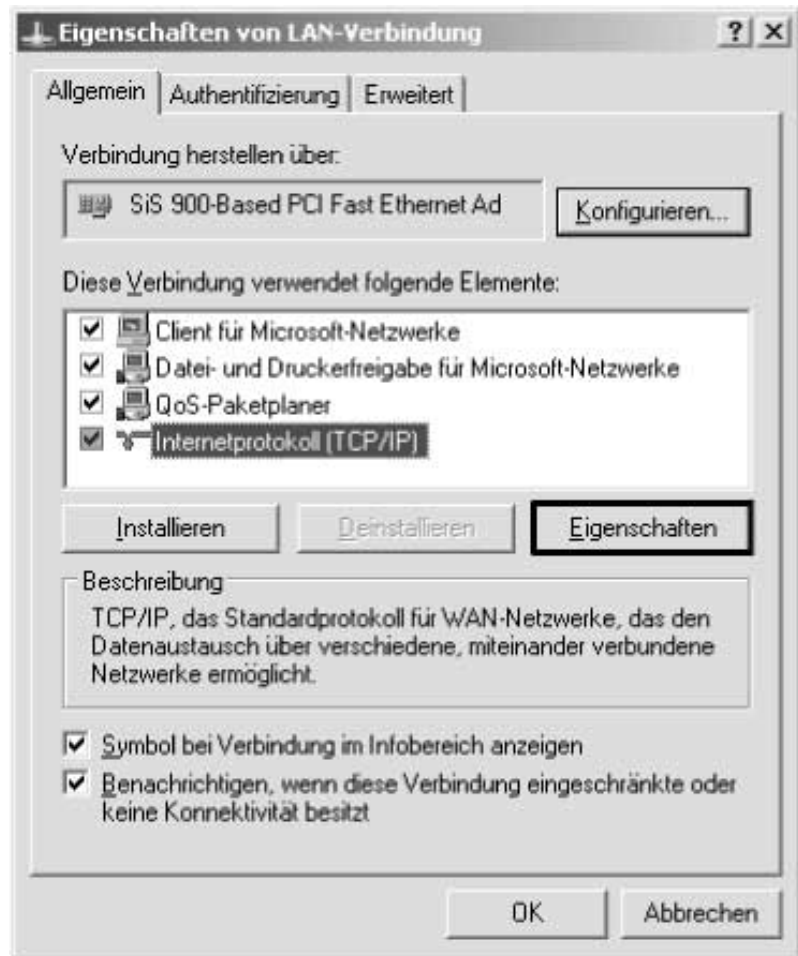 Eigenschaften von LAN-Verbindung
Allgemein Authentifizierung Erweitert
Verbindung herstellen über:
SiS 900-Based PCI Fast Ethernet Ad Konfigurieren...
Diese Verbindung verwendet folgende Elemente:
Client für Microsoft-Netzwerke
Datei- und Druckerfreigabe für Microsoft-Netzwerke
QoS-Paketplaner
Internetprotokoll (TCP/IP)
Installieren Deinstallieren Eigenschaften
Beschreibung
TCP/IP, das Standardprotokoll für WAN-Netzwerke, das den
Datenaustausch über verschiedene, miteinander verbundene
Netzwerke ermöglicht.
Symbol bei Verbindung im Infobereich anzeigen
Benachrichtigen, wenn diese Verbindung eingeschränkte oder
keine Konnektivität besitzt
OK Abbrechen